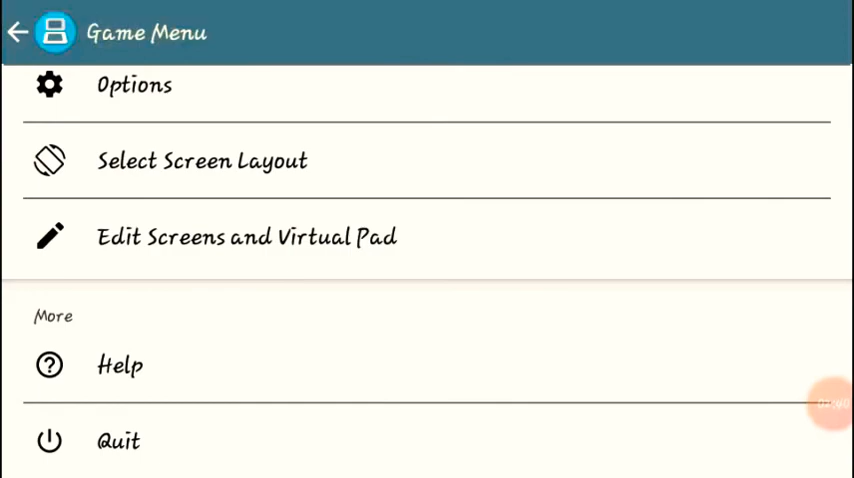 Game Menu
Options
Select Screen Layout
Edit Screens and Virtual Pad
More
Help
Quit